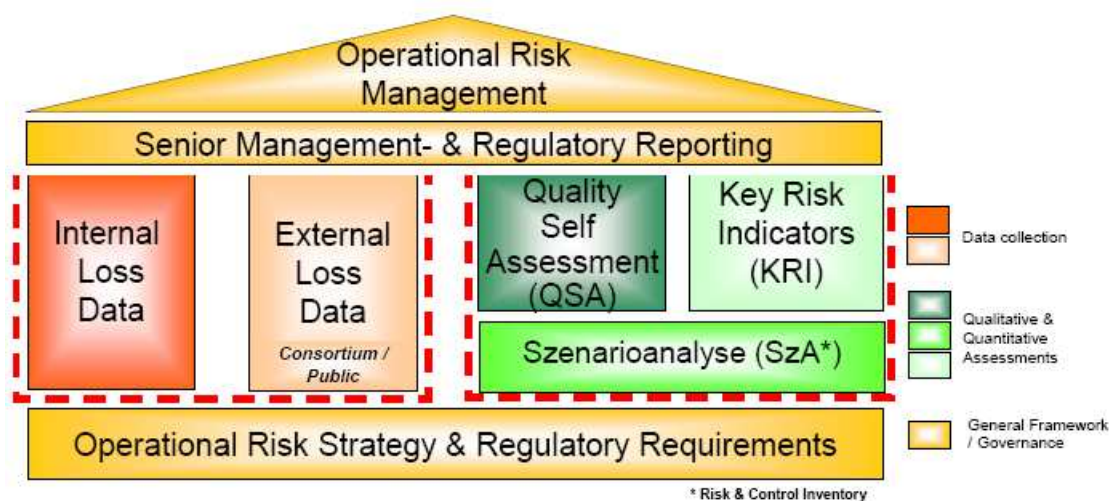 Operational Risk
Management
Senior Management- & Regulatory Reporting
Internal
Loss
Data
External
Loss
Data
Consortium /
Public
Quality
Self
Assessment
(QSA)
Key Risk
Indicators
(KRI)
Szenarioanalyse (SzA*)
Operational Risk Strategy & Regulatory Requirements
* Risk & Control Inventory
Data collection
Qualitative &
Quantitative
Assessments
General Framework
/ Governance